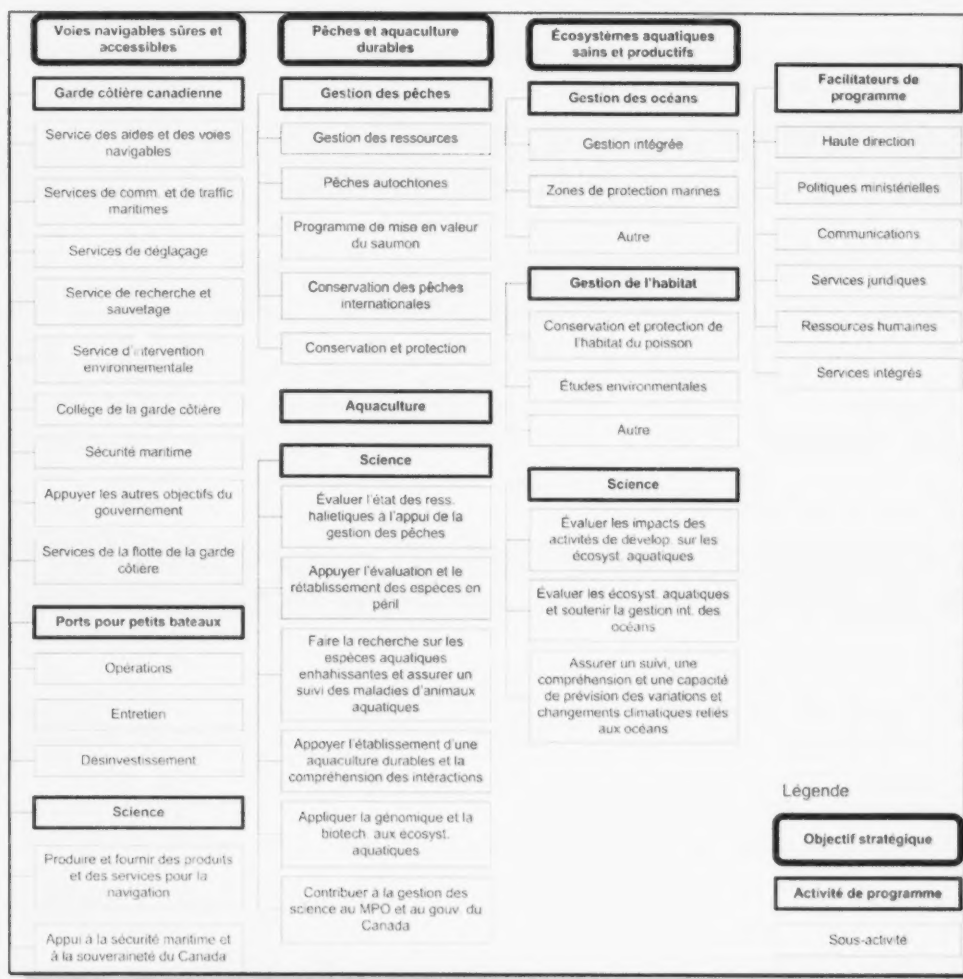 Voies navigables sûres et
accessibles
Garde côtière canadienne
Service des aides et des voies
navigables
Services de comm. et de traffic
maritimes
Services de déglaçage
Service de recherche et
sauvetage
Service d'intervention
environnementale
Collège de la garde côtière
Sécurité maritime
Appuyer les autres objectifs du
gouvernement
Services de la flotte de la garde
côtière
Ports pour petits bateaux
Opérations
Entretien
Désinvestissement
Science
Produire et fournir des produits
et des services pour la
navigation
Appui à la sécurité maritime et
à la souveraineté du Canada
Pêches et aquaculture
durables
Gestion des pêches
Gestion des ressources
Pêches autochtones
Programme de mise en valeur
du saumon
Conservation des pêches
internationales
Conservation et protection
Aquaculture
Science
Évaluer l'état des ress.
halietiques à l'appui de la
gestion des pêches
Appuyer l'évaluation et le
rétablissement des espèces en
péril
Faire la recherche sur les
espèces aquatiques
enhahissantes et assurer un
suivi des maladies d'animaux
aquatiques
Appoyer l'établissement d'une
aquaculture durables et la
compréhension des intéractions
Appliquer la génomique et la
biotech. aux écosyst.
aquatiques
Contribuer à la gestion des
science au MPO et au gouv. du
Canada
Écosystèmes aquatiques
sains et productifs
Gestion des océans
Gestion intégrée
Zones de protection marines
Autre
Gestion de l'habitat
Conservation et protection de
l'habitat du poisson
Études environmentales
Autre
Science
Évaluer les impacts des
activités de dévelop. sur les
écosyst. aquatiques
Évaluer les écosyst. aquatiques
et soutenir la gestion int. des
océans
Assurer un suivi, une
compréhension et une capacité
de prévision des variations et
changements climatiques reliés
aux océans
Facilitateurs de
programme
Haute direction
Politiques ministérielles
Communications
Services juridiques
Ressources humaines
Services intégrés
Légende
Objectif stratégique
Activité de programme
Sous-activité